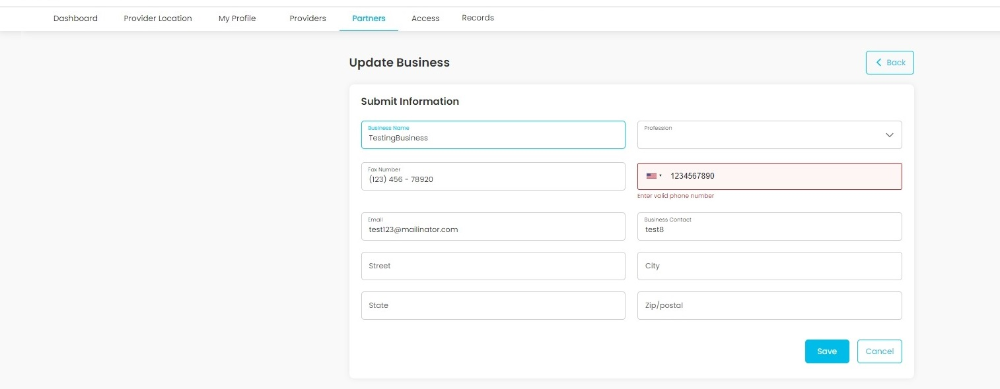 Dashboard Provider Location My Profile Providers Partners Access Records
Update Business
Back
Submit Information
Business Name
TestingBusiness
Profession
Fax Number
(123) 456 - 78920
1234567890
Enter valid phone number
Email
test123@mailinator.com
Business Contact
test8
Street
City
State
Zip/postal
Save
Cancel